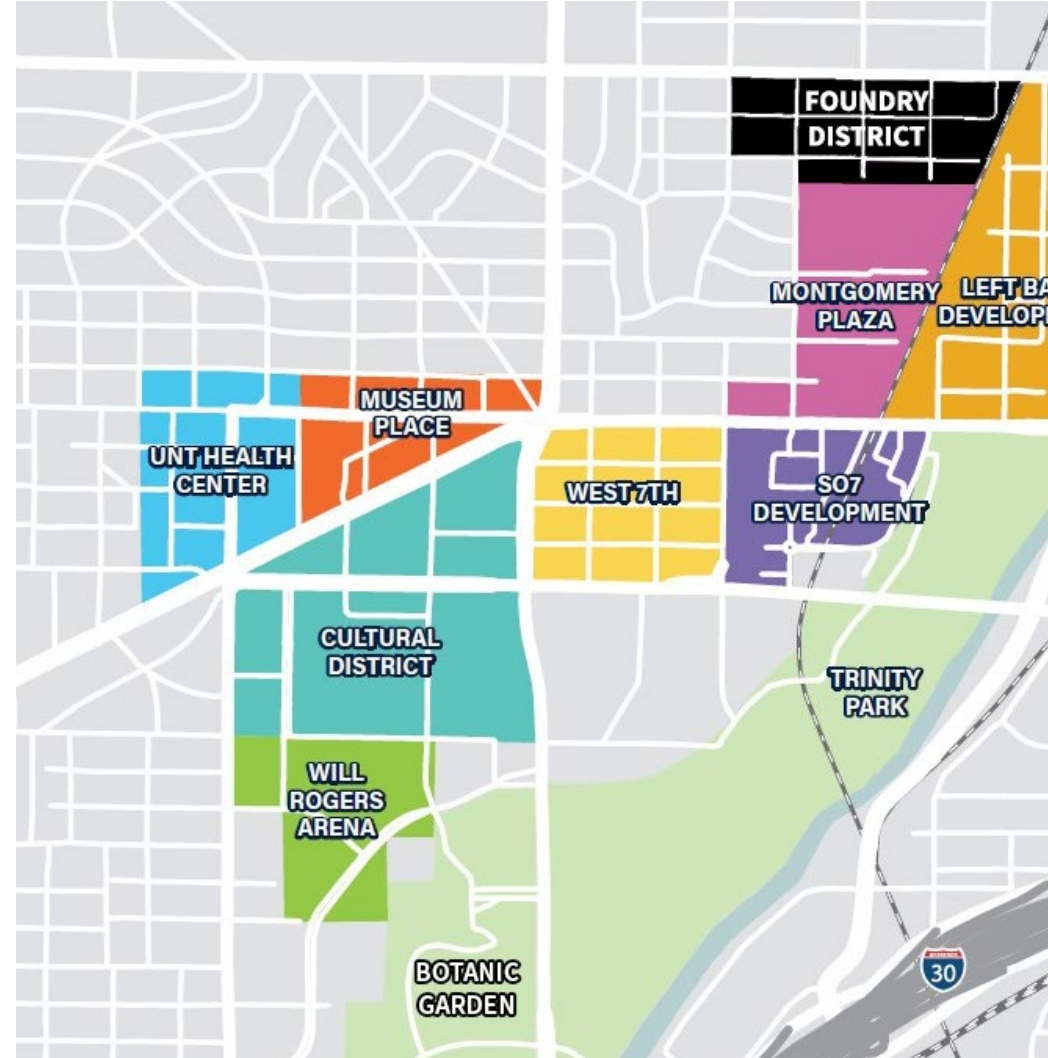 FOUNDRY
DISTRICT
MONTGOMERY
PLAZA
LEFT
MUSEUM
PLACE
UNT HEALTH
CENTER
WEST 7TH
SO7
DEVELOPMENT
CULTURAL
DISTRICT
TRINITY
PARK
WILL
ROGERS
ARENA
BOTANIC
GARDEN
30